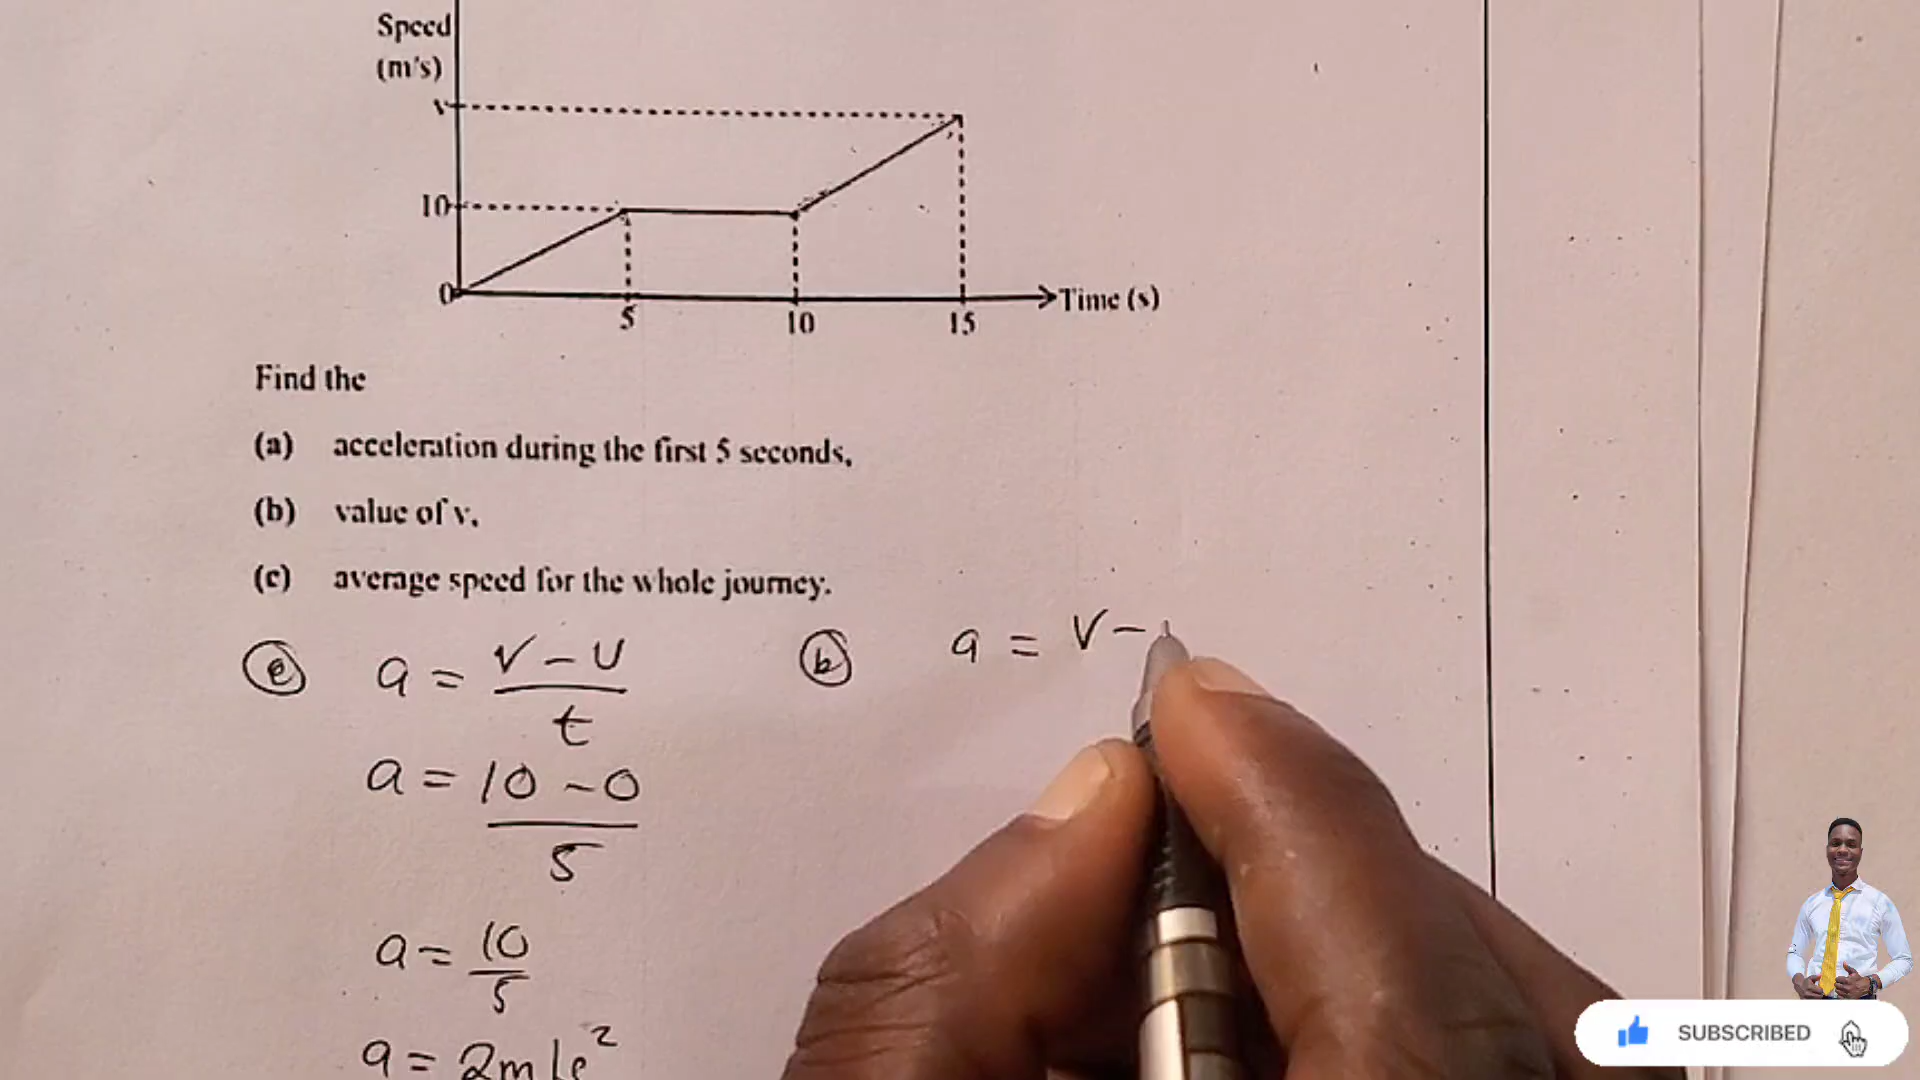 Speed
(m/s)
v
10
0
5 10 15 Time (s)
Find the
(a) acceleration during the first 5 seconds,
(b) value of v,
(c) average speed for the whole journey.
a = v - u / t
(b) a = v -
a = 10 - 0 / 5
a = 10 / 5
a = 2m/s²
SUBSCRIBED